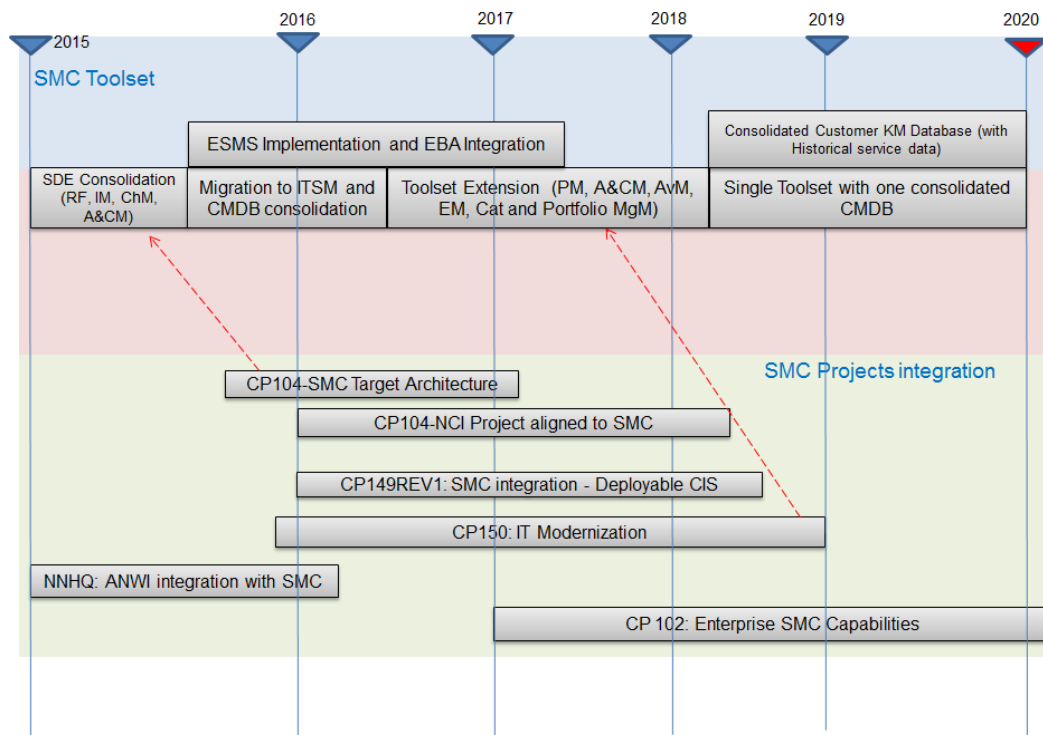 2016
2017
2018
2019
2020
2015
SMC Toolset
ESMS Implementation and EBA Integration
Consolidated Customer KM Database (with
Historical service data)
SDE Consolidation
(RF, IM, ChM,
A&CM)
Migration to ITSM and
CMDB consolidation
Toolset Extension (PM, A&CM, AvM,
EM, Cat and Portfolio MgM)
Single Toolset with one consolidated
CMDB
SMC Projects integration
CP104-SMC Target Architecture
CP104-NCI Project aligned to SMC
CP149REV1: SMC integration - Deployable CIS
CP150: IT Modernization
NNHQ: ANWI integration with SMC
CP 102: Enterprise SMC Capabilities